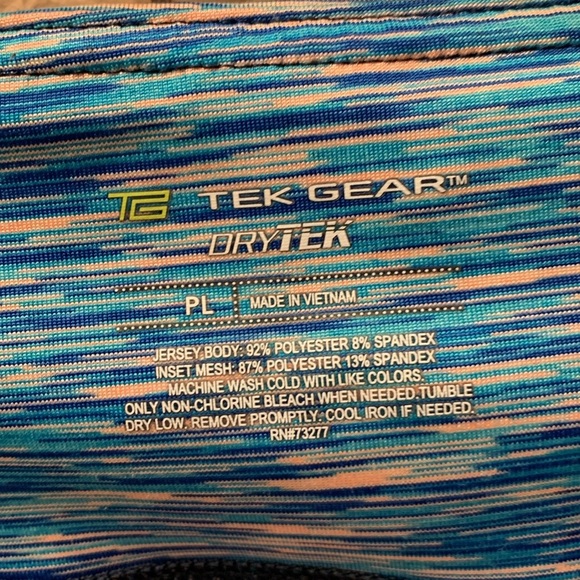 TG TEK GEAR™
DRYTEK
PL MADE IN VIETNAM
JERSEY BODY: 92% POLYESTER 8% SPANDEX
INSET MESH: 87% POLYESTER 13% SPANDEX
MACHINE WASH COLD WITH LIKE COLORS.
ONLY NON-CHLORINE BLEACH WHEN NEEDED.TUMBLE
DRY LOW. REMOVE PROMPTLY. COOL IRON IF NEEDED.
RN#73277